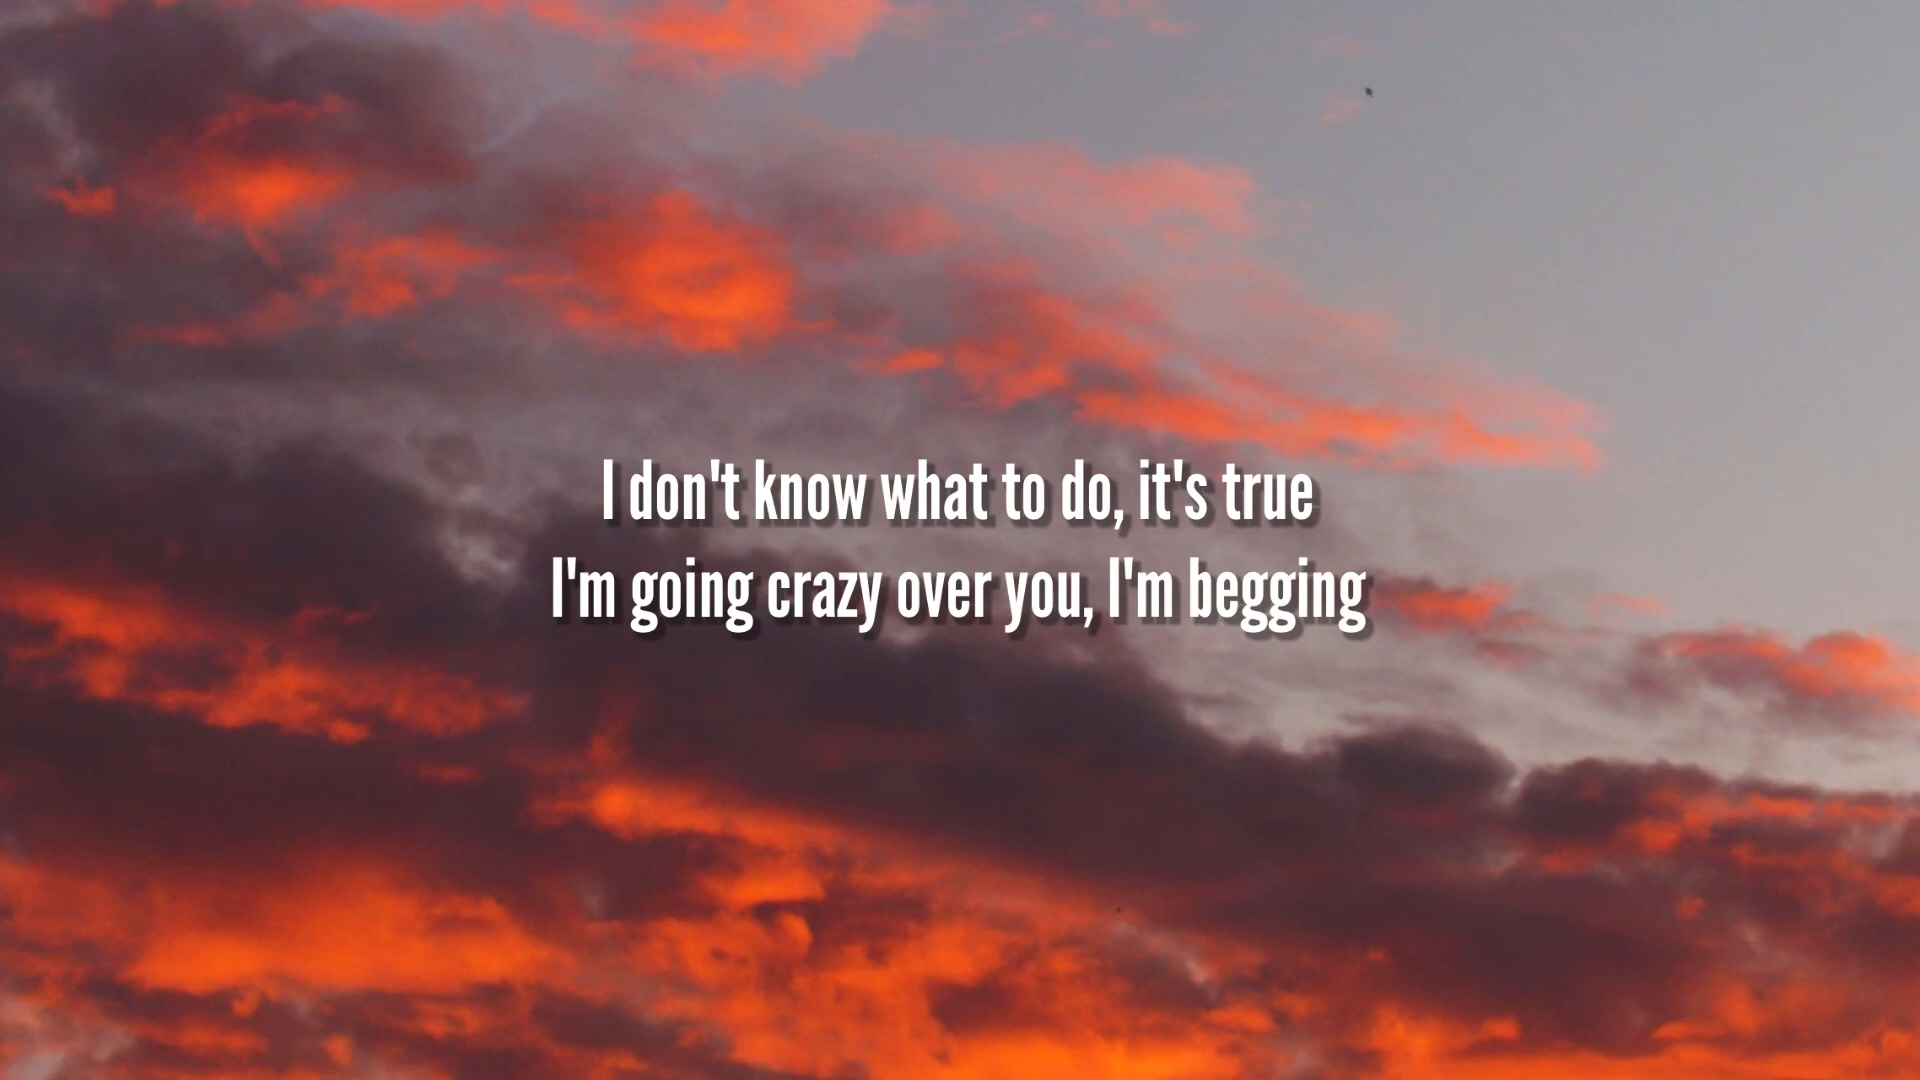 I don't know what to do, it's true
I'm going crazy over you, I'm begging